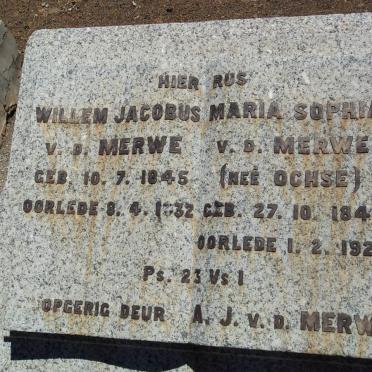 HIER RUS
WILLEM JACOBUS MARIA SOPHIA
V. D. MERWE V. D. MERWE
GEB. 10. 7. 1845 (NEÉ OCHSE)
OORLEDE 8. 4. 1932 GEB. 27. 10. 184
OORLEDE 1. 2. 192
PS. 23 VS 1
OPGERIG DEUR A. J. V. D. MERW